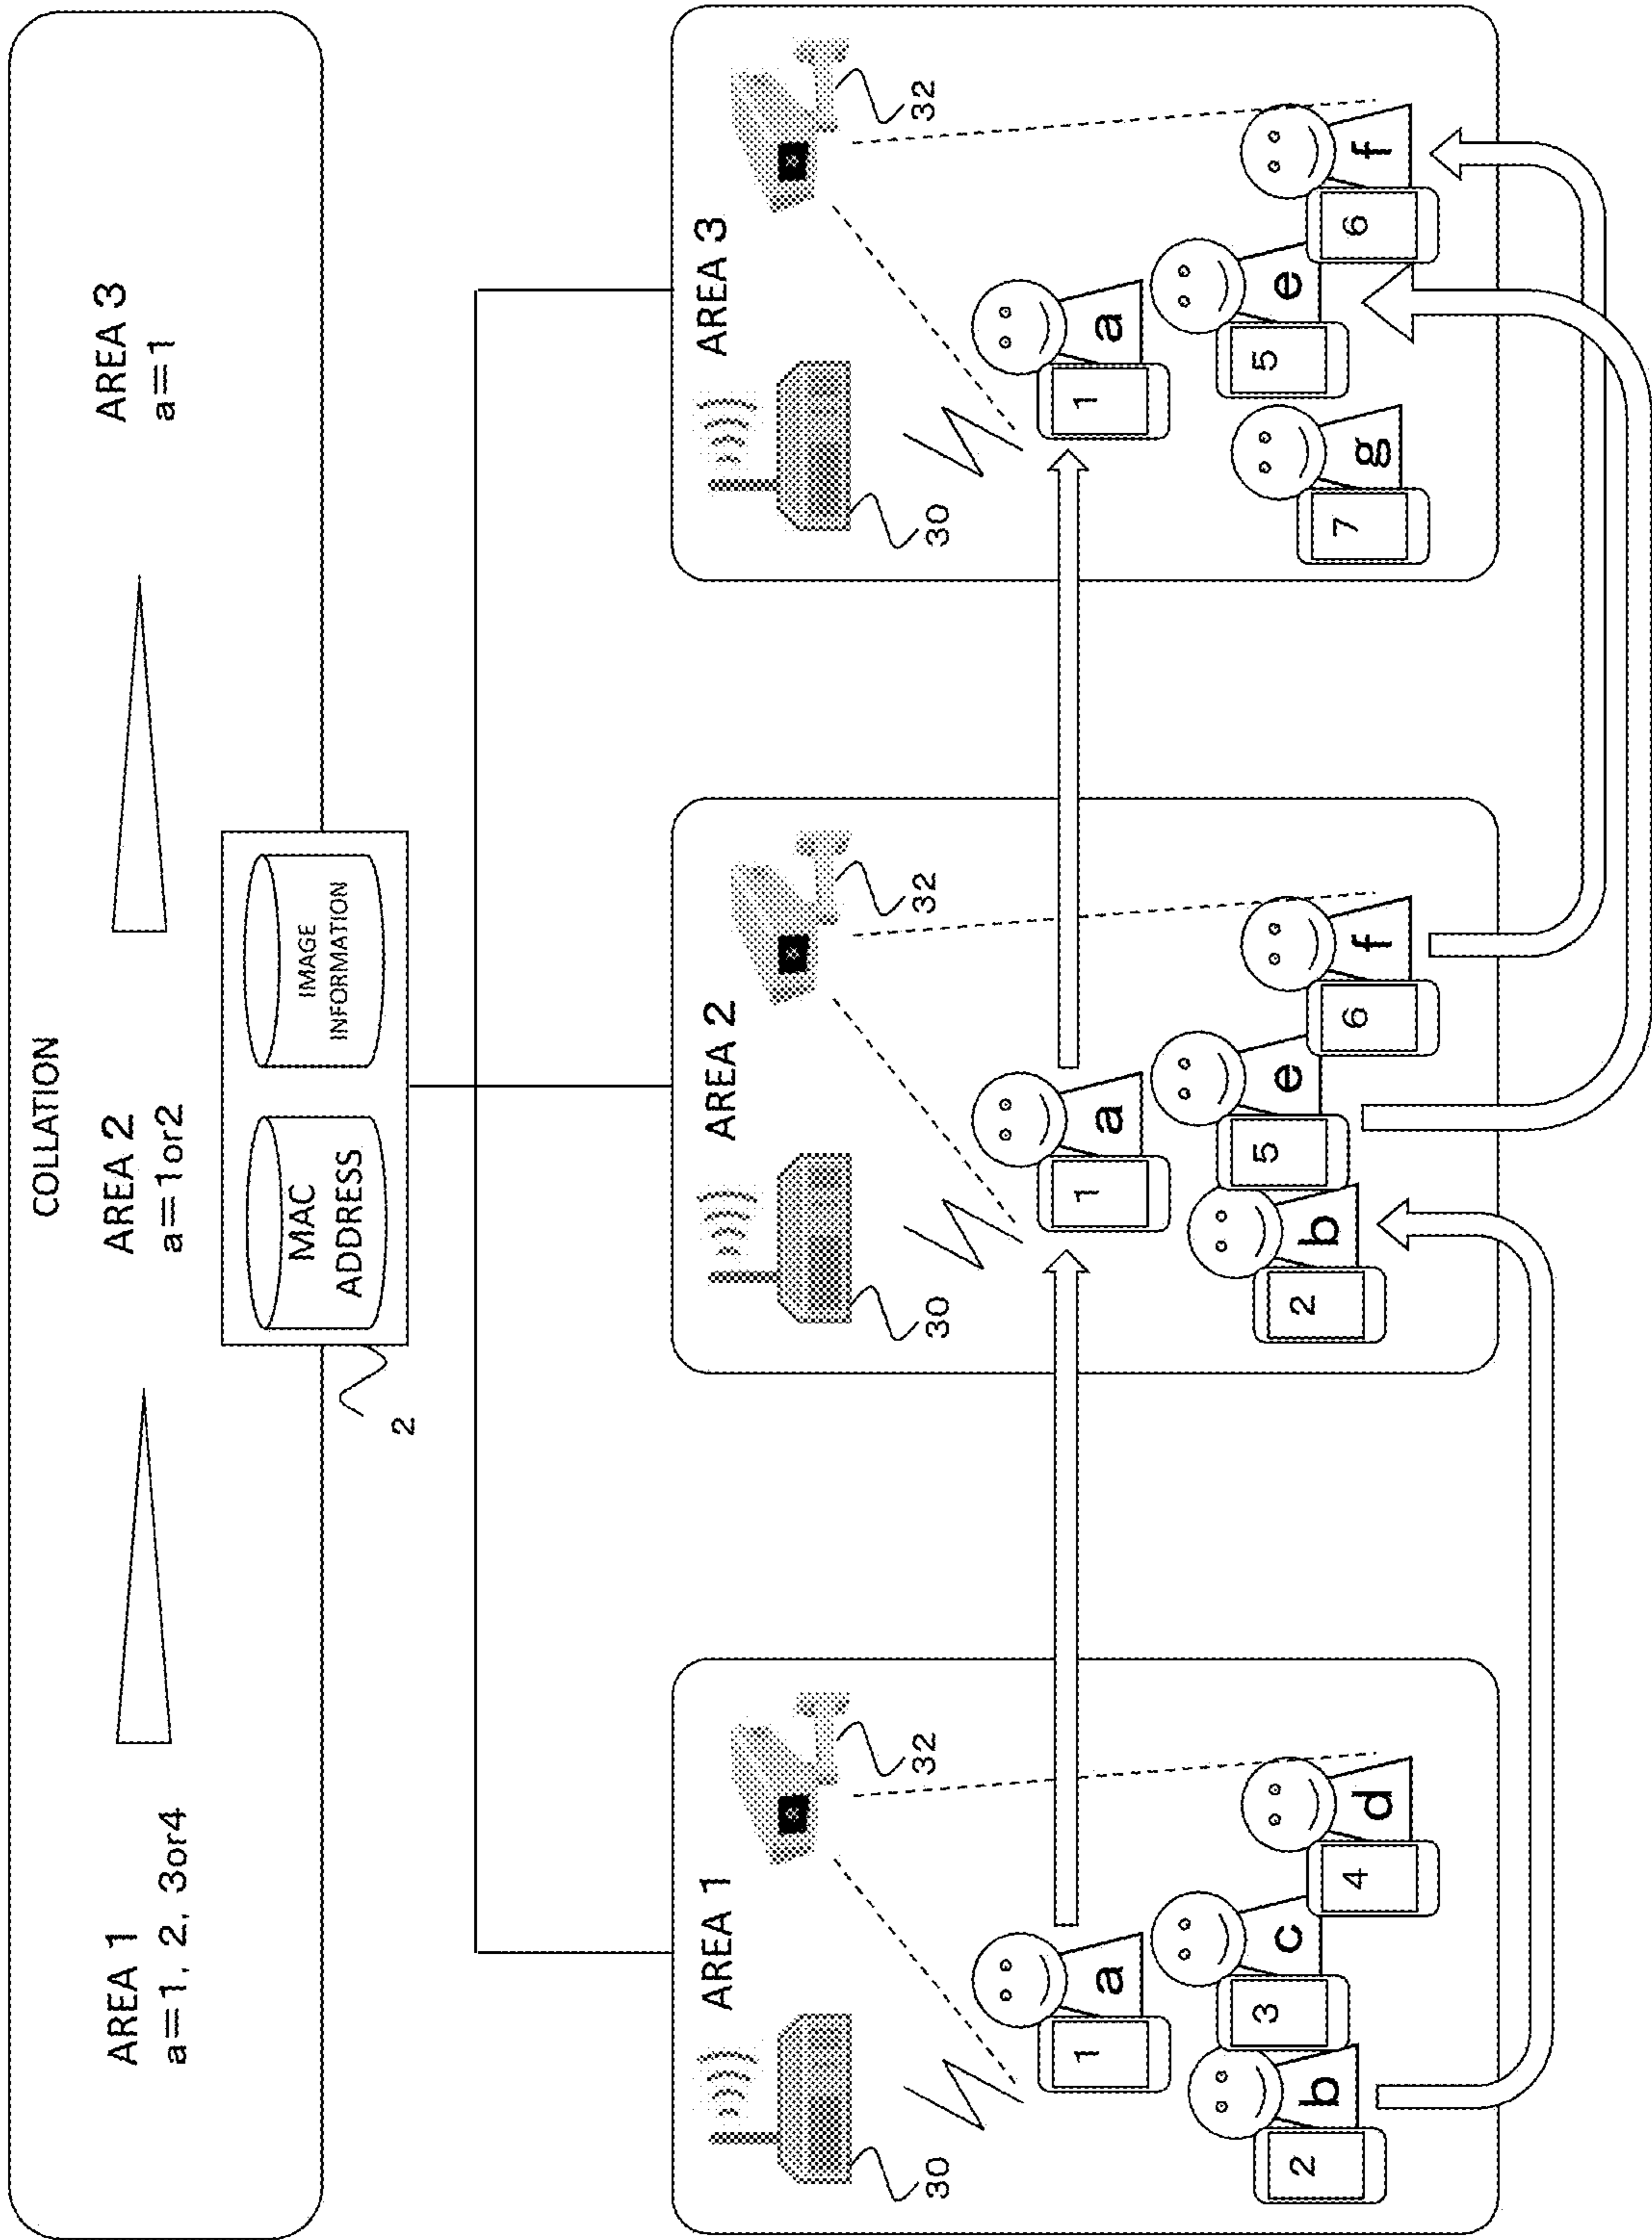 COLLATION
AREA 1
a=1, 2, 3or4
AREA 2
a=1or2
AREA 3
a=1
MAC
ADDRESS
IMAGE
INFORMATION
2
AREA 1
30
32
1
a
2
b
3
c
4
d
AREA 2
30
32
1
a
2
b
5
e
6
f
AREA 3
30
32
1
a
7
g
5
e
6
f